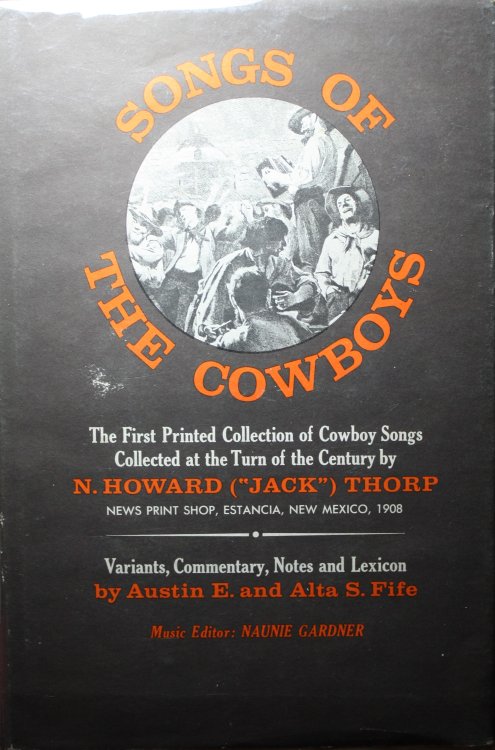 SONGS OF
THE COWBOYS
The First Printed Collection of Cowboy Songs
Collected at the Turn of the Century by
N. HOWARD ("JACK") THORP
NEWS PRINT SHOP, ESTANCIA, NEW MEXICO, 1908
Variants, Commentary, Notes and Lexicon
by Austin E. and Alta S. Fife
Music Editor: NAUNIE GARDNER